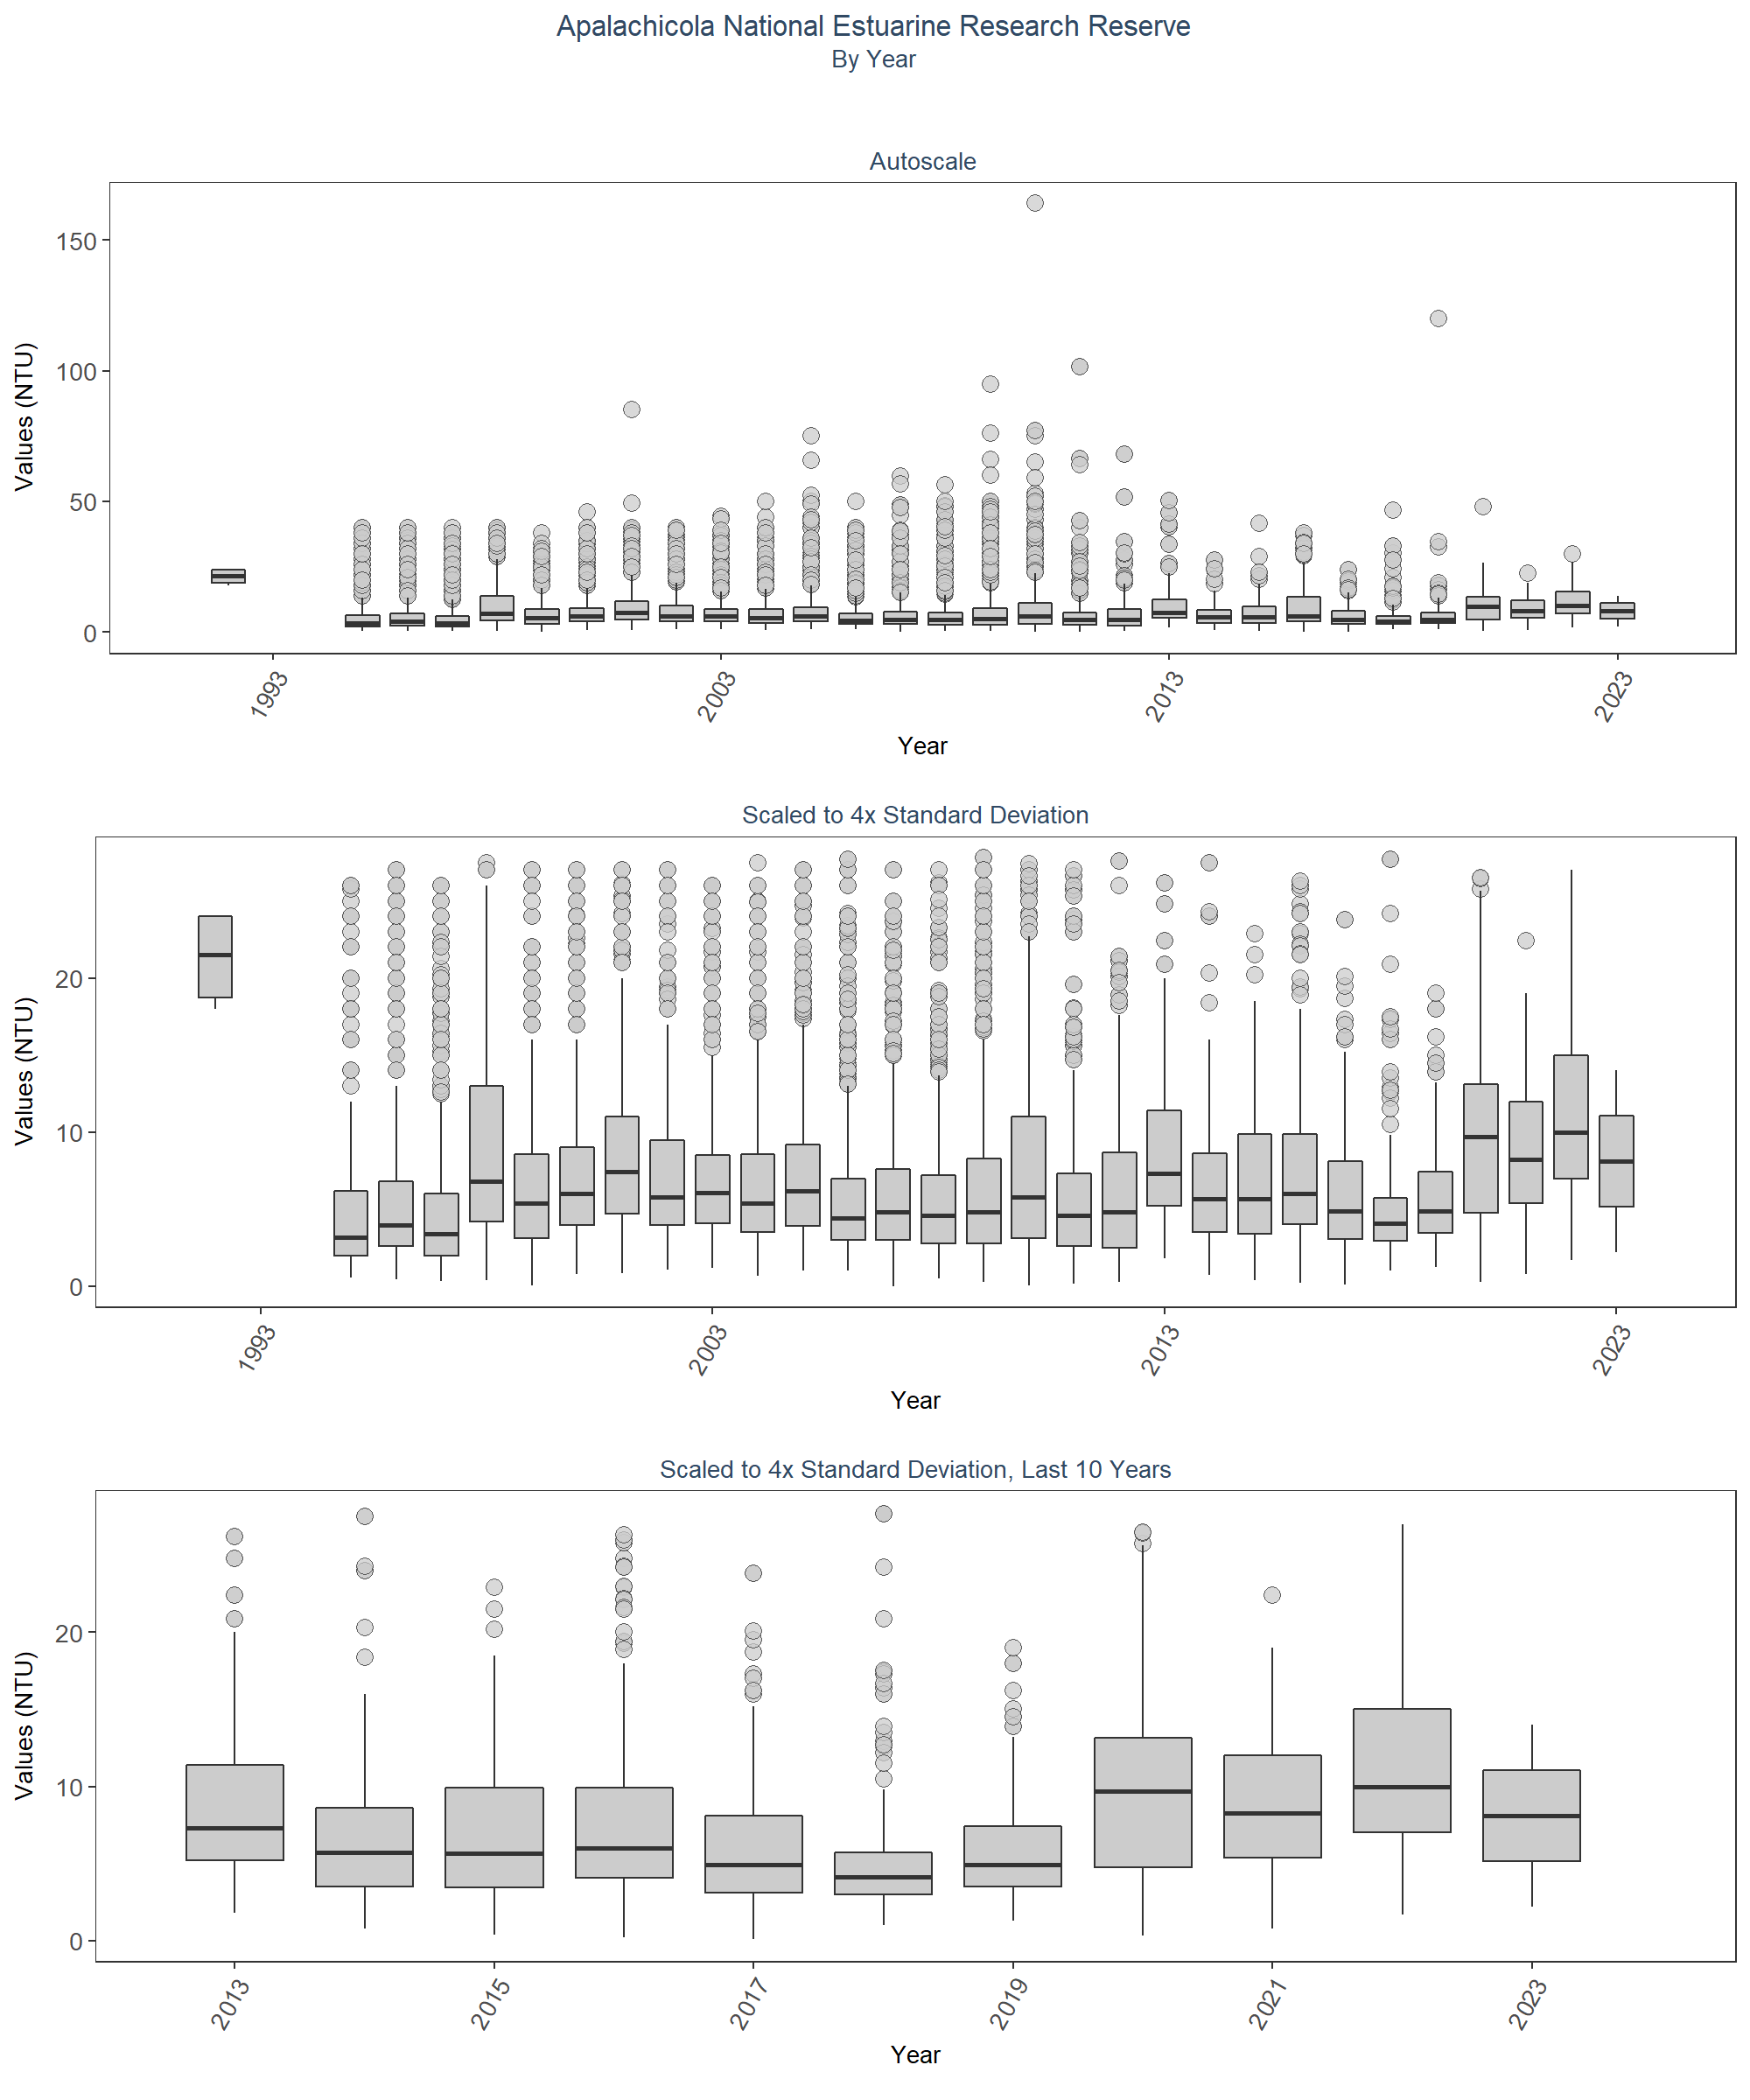 Apalachicola National Estuarine Research Reserve
By Year
Autoscale
Values (NTU)
150
100
50
0
1993
2003
2013
2023
Year
Scaled to 4x Standard Deviation
Values (NTU)
20
10
0
1993
2003
2013
2023
Year
Scaled to 4x Standard Deviation, Last 10 Years
Values (NTU)
20
10
0
2013
2015
2017
2019
2021
2023
Year